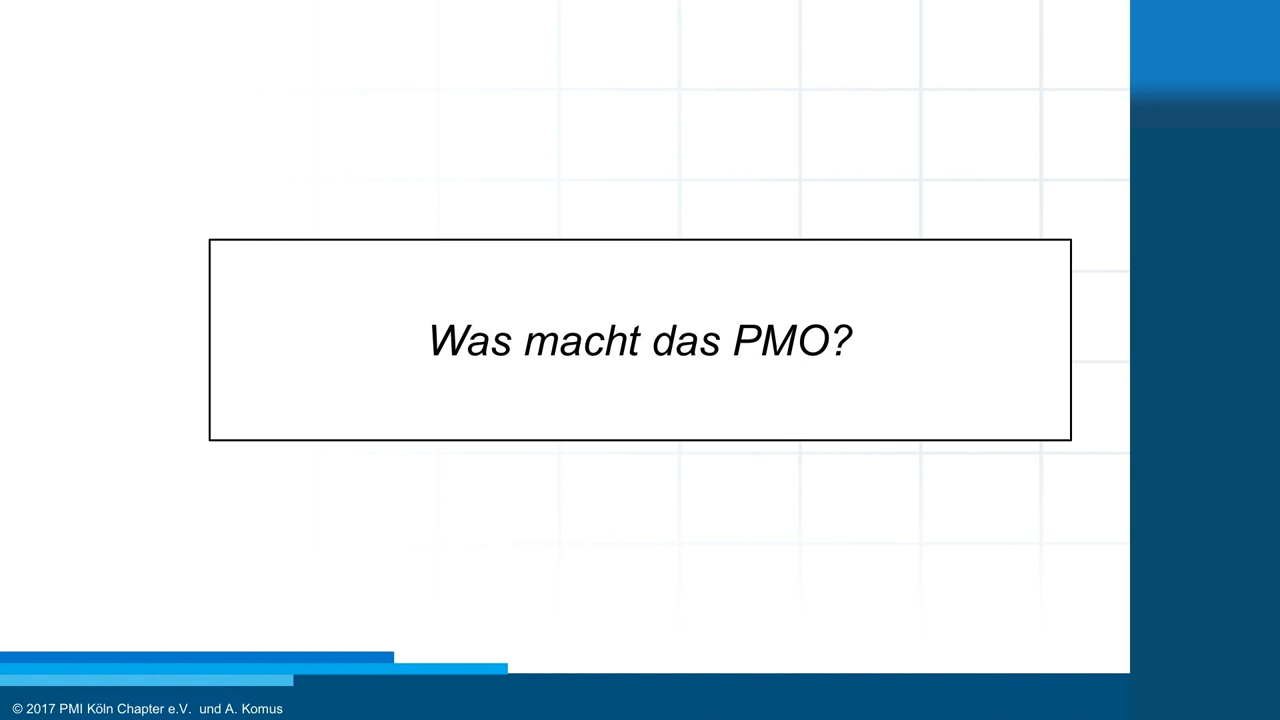 Was macht das PMO?
© 2017 PMI Köln Chapter e.V. und A. Komus